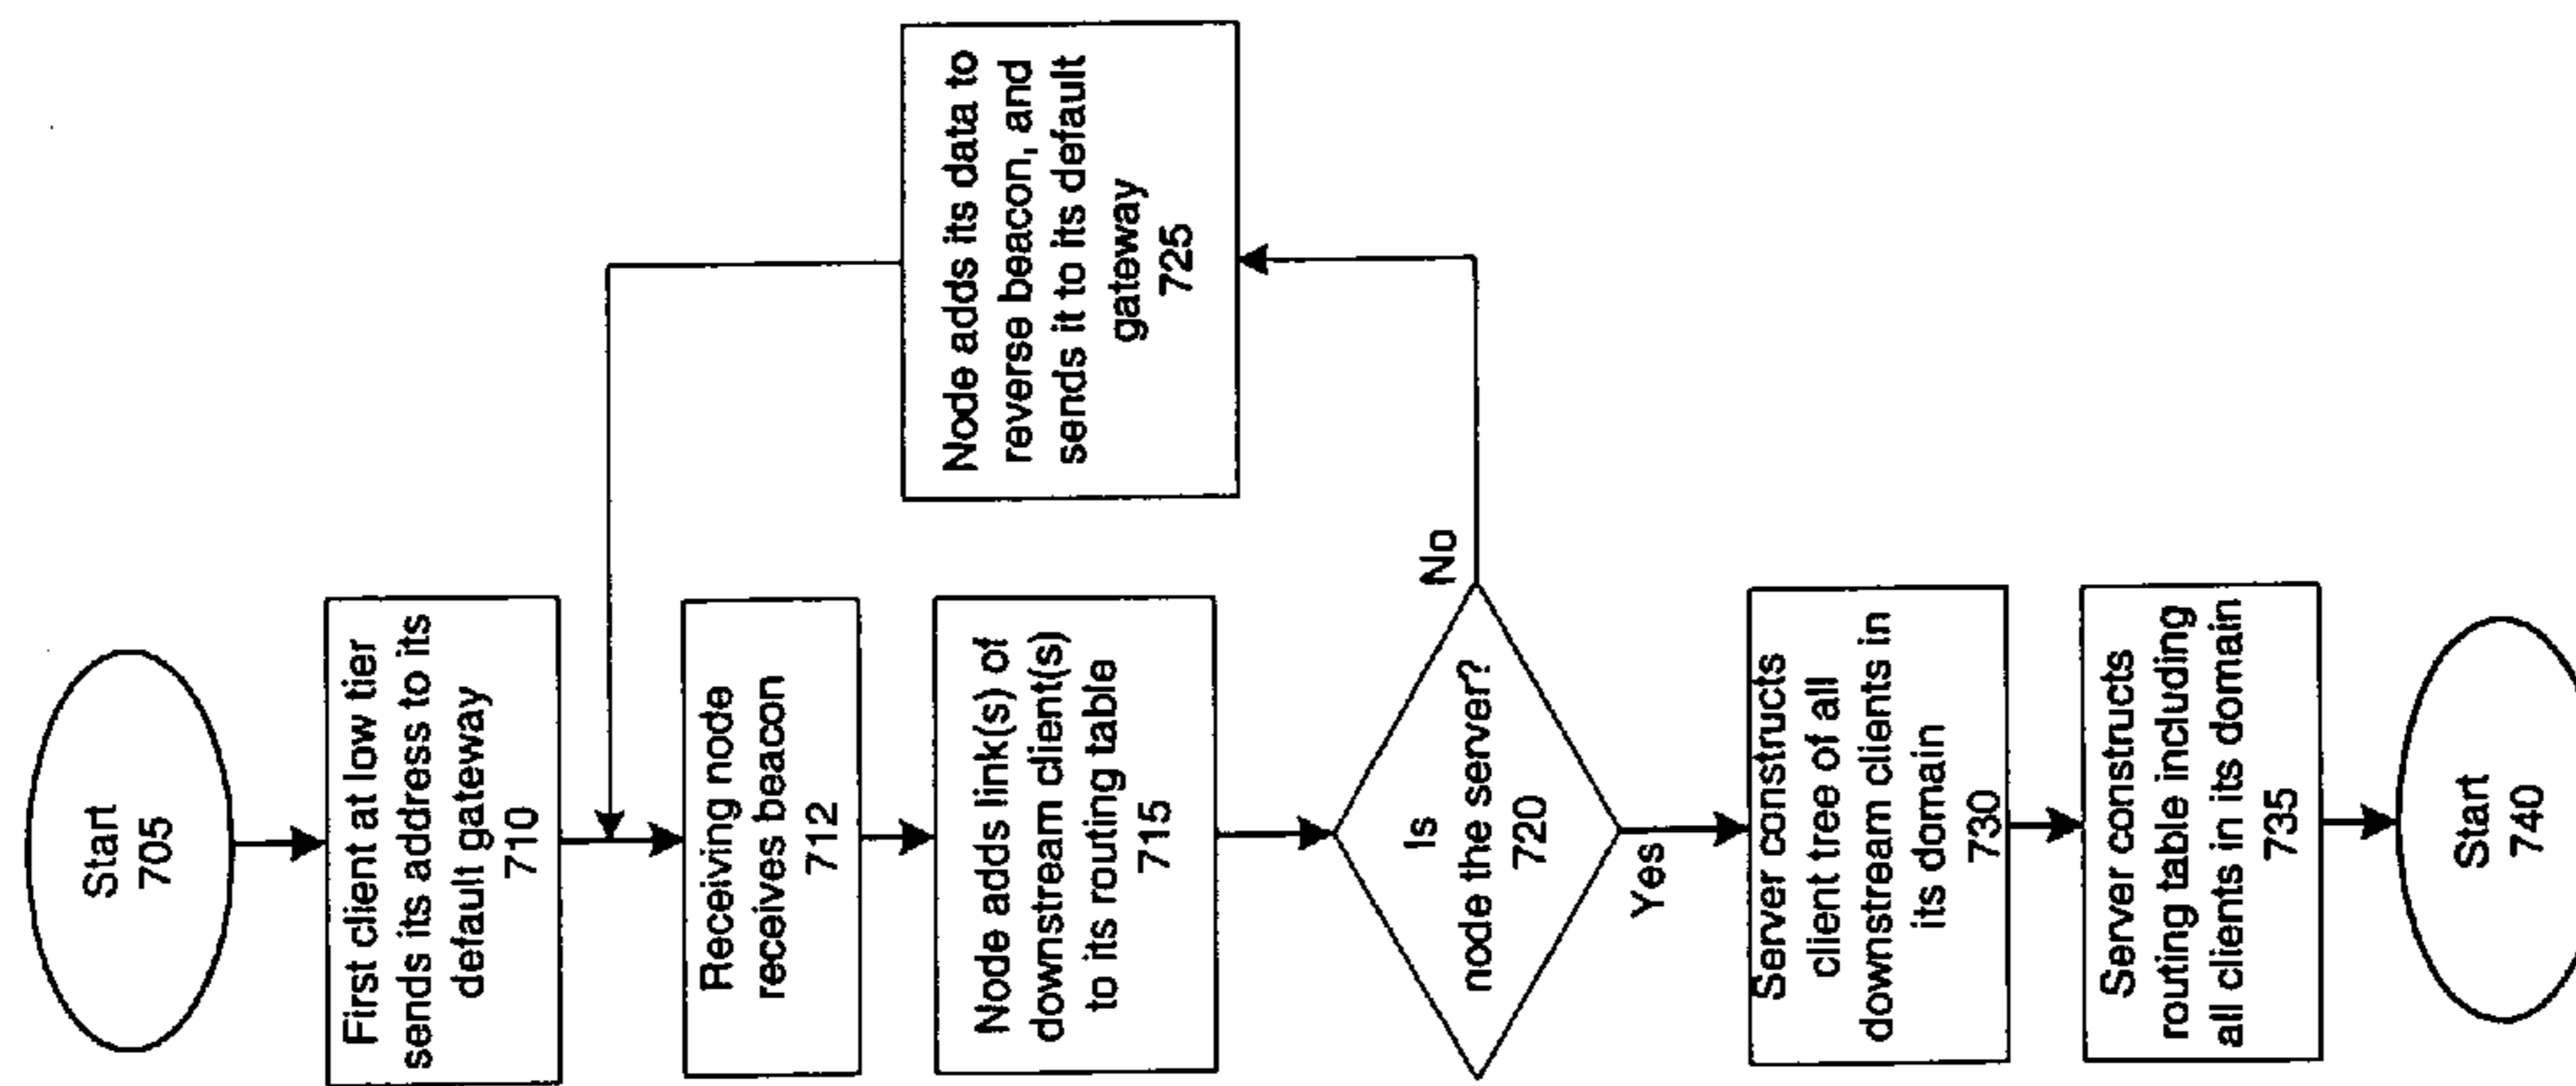 Start
705
First client at low tier
sends its address to its
default gateway
710
Receiving node
receives beacon
712
Node adds link(s) of
downstream client(s)
to its routing table
715
Is
node the server?
720
No
Node adds its data to
reverse beacon, and
sends it to its default
gateway
725
Yes
Server constructs
client tree of all
downstream clients in
its domain
730
Server constructs
routing table including
all clients in its domain
735
Start
740